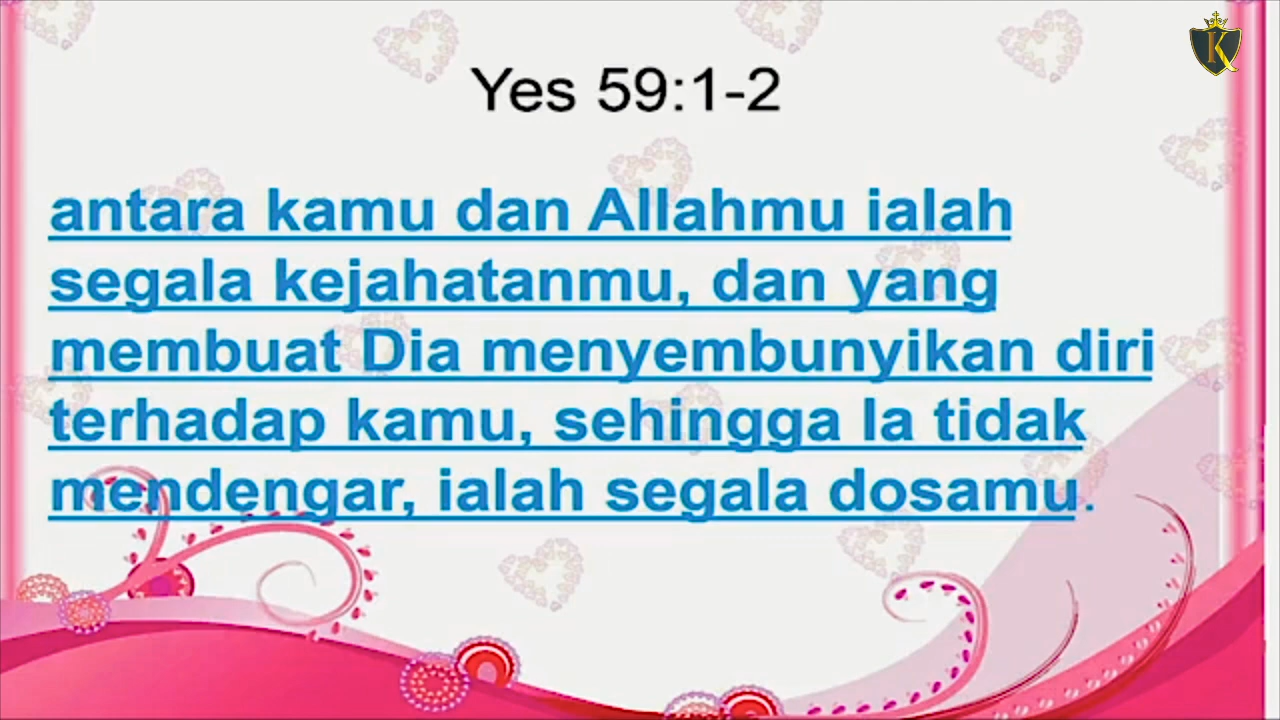 K
Yes 59:1-2
antara kamu dan Allahmu ialah
segala kejahatanmu, dan yang
membuat Dia menyembunyikan diri
terhadap kamu, sehingga Ia tidak
mendengar, ialah segala dosamu.